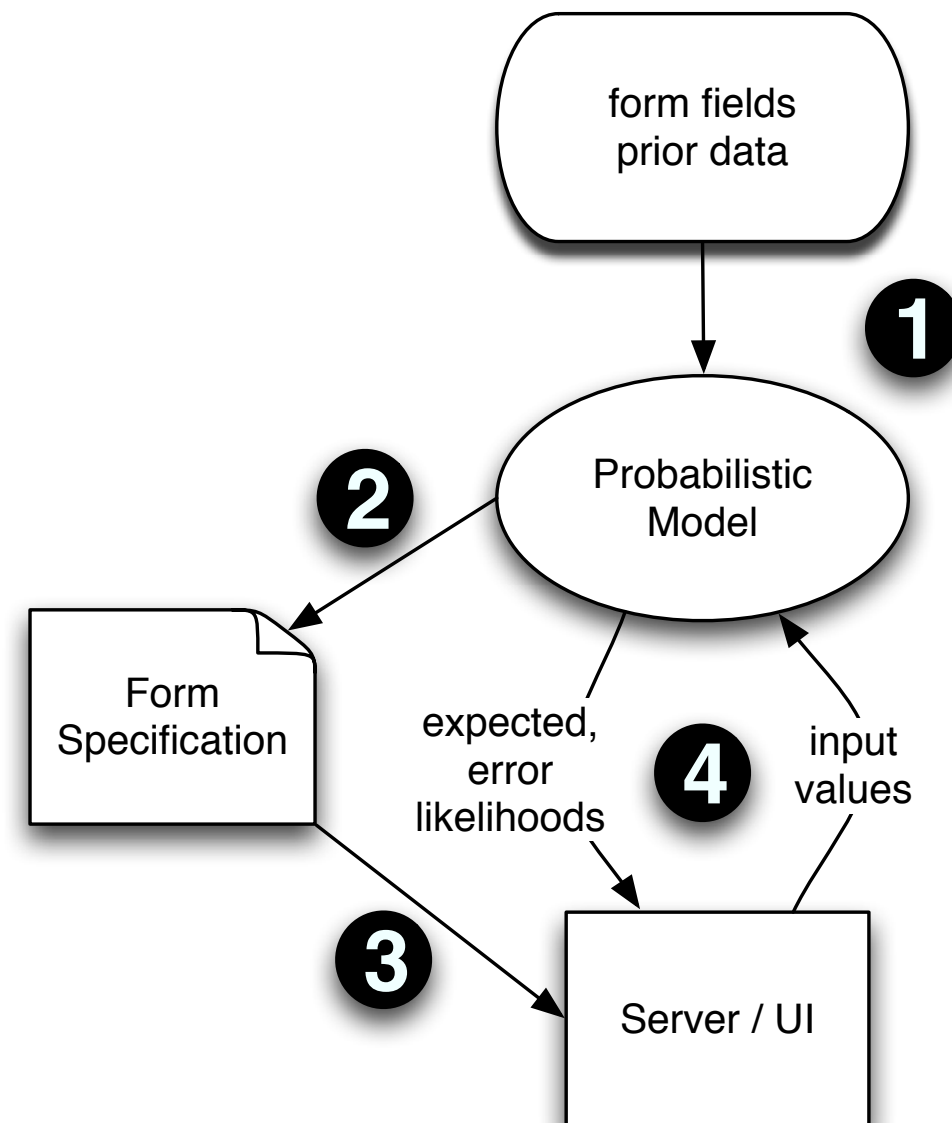 form fields
prior data
1
Probabilistic
Model
2
Form
Specification
expected,
error
likelihoods
4
input
values
3
Server / UI